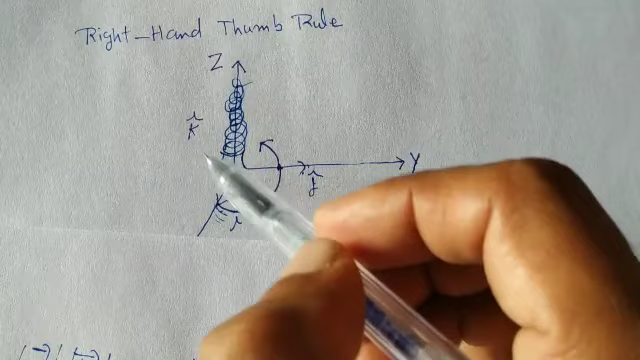 Right-Hand Thumb Rule
Z
k̂
Y
ĵ
î